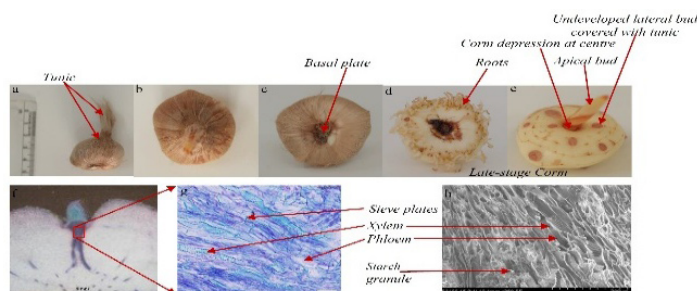 Undeveloped lateral bud
covered with tunic
Corm depression at centre
Tunic
Basal plate
Roots
Apical bud
a
b
c
d
e
Late-stage Corm
f
g
h
Sieve plates
Xylem
Phloem
Starch
granule